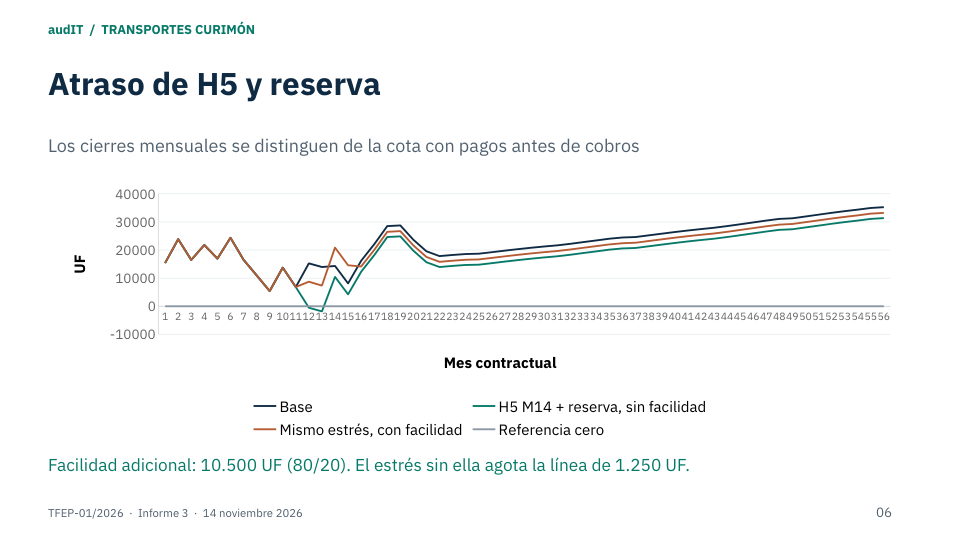 audIT / TRANSPORTES CURIMÓN
Atraso de H5 y reserva
Los cierres mensuales se distinguen de la cota con pagos antes de cobros
40000
30000
20000
10000
0
-10000
UF
1 2 3 4 5 6 7 8 9 10 11 12 13 14 15 16 17 18 19 20 21 22 23 24 25 26 27 28 29 30 31 32 33 34 35 36 37 38 39 40 41 42 43 44 45 46 47 48 49 50 51 52 53 54 55 56
Mes contractual
Base
H5 M14 + reserva, sin facilidad
Mismo estrés, con facilidad
Referencia cero
Facilidad adicional: 10.500 UF (80/20). El estrés sin ella agota la línea de 1.250 UF.
TFEP-01/2026 · Informe 3 · 14 noviembre 2026
06